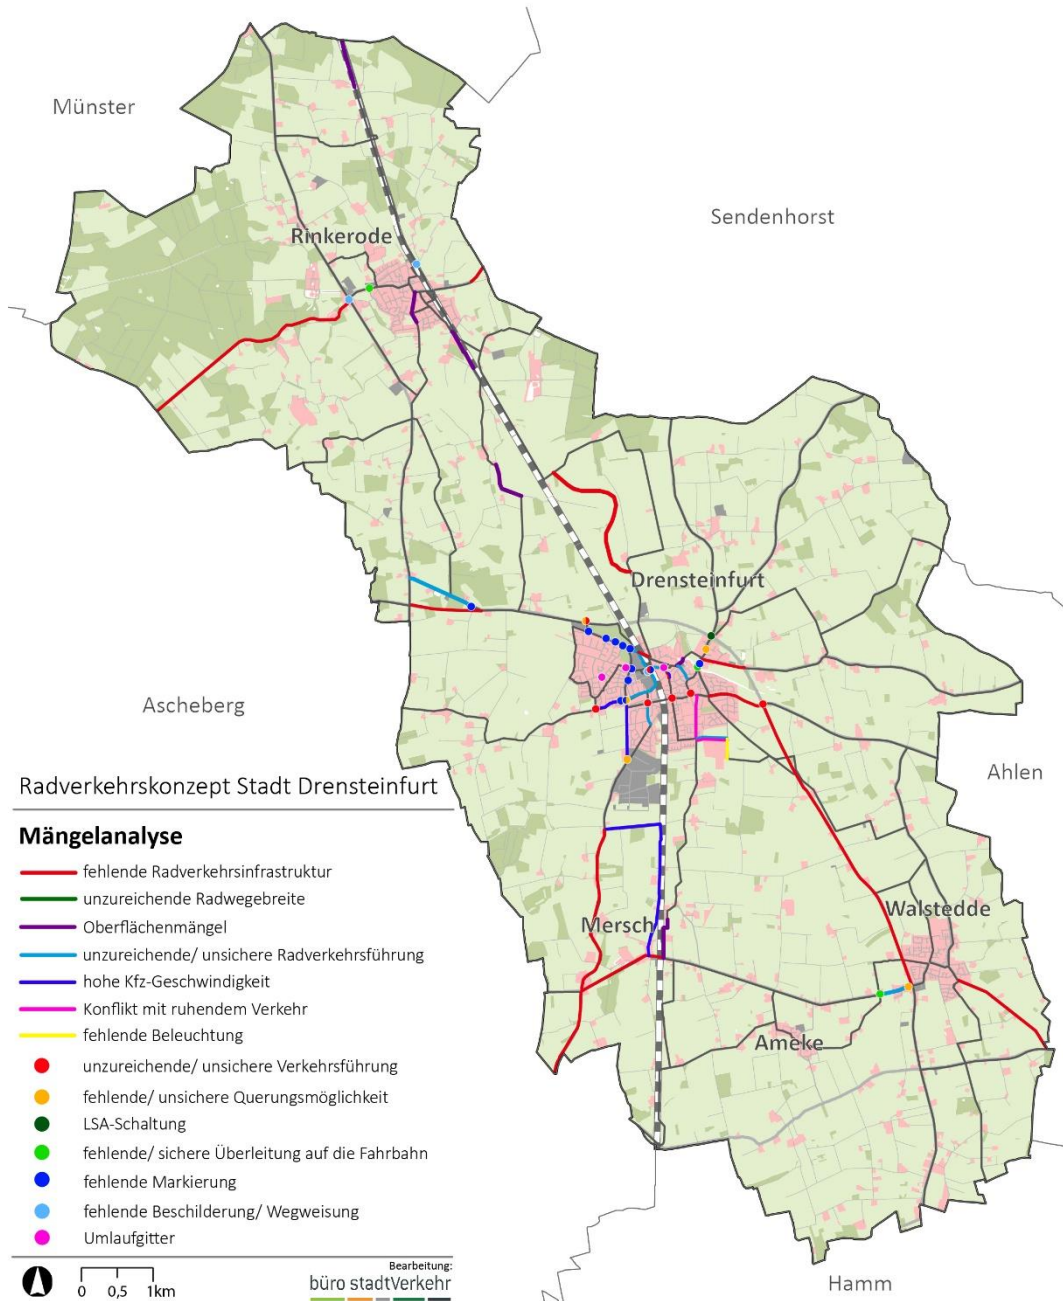 Münster
Sendenhorst
Rinkerode
Drensteinfurt
Ascheberg
Ahlen
Radverkehrskonzept Stadt Drensteinfurt
Mängelanalyse
fehlende Radverkehrsinfrastruktur
unzureichende Radwegebreite
Oberflächenmängel
unzureichende/ unsichere Radverkehrsführung
hohe Kfz-Geschwindigkeit
Konflikt mit ruhendem Verkehr
fehlende Beleuchtung
unzureichende/ unsichere Verkehrsführung
fehlende/ unsichere Querungsmöglichkeit
LSA-Schaltung
fehlende/ sichere Überleitung auf die Fahrbahn
fehlende Markierung
fehlende Beschilderung/ Wegweisung
Umlaufgitter
Walstedde
Mersch
Ameke
Hamm
0 0,5 1km
Bearbeitung:
büro stadtVerkehr